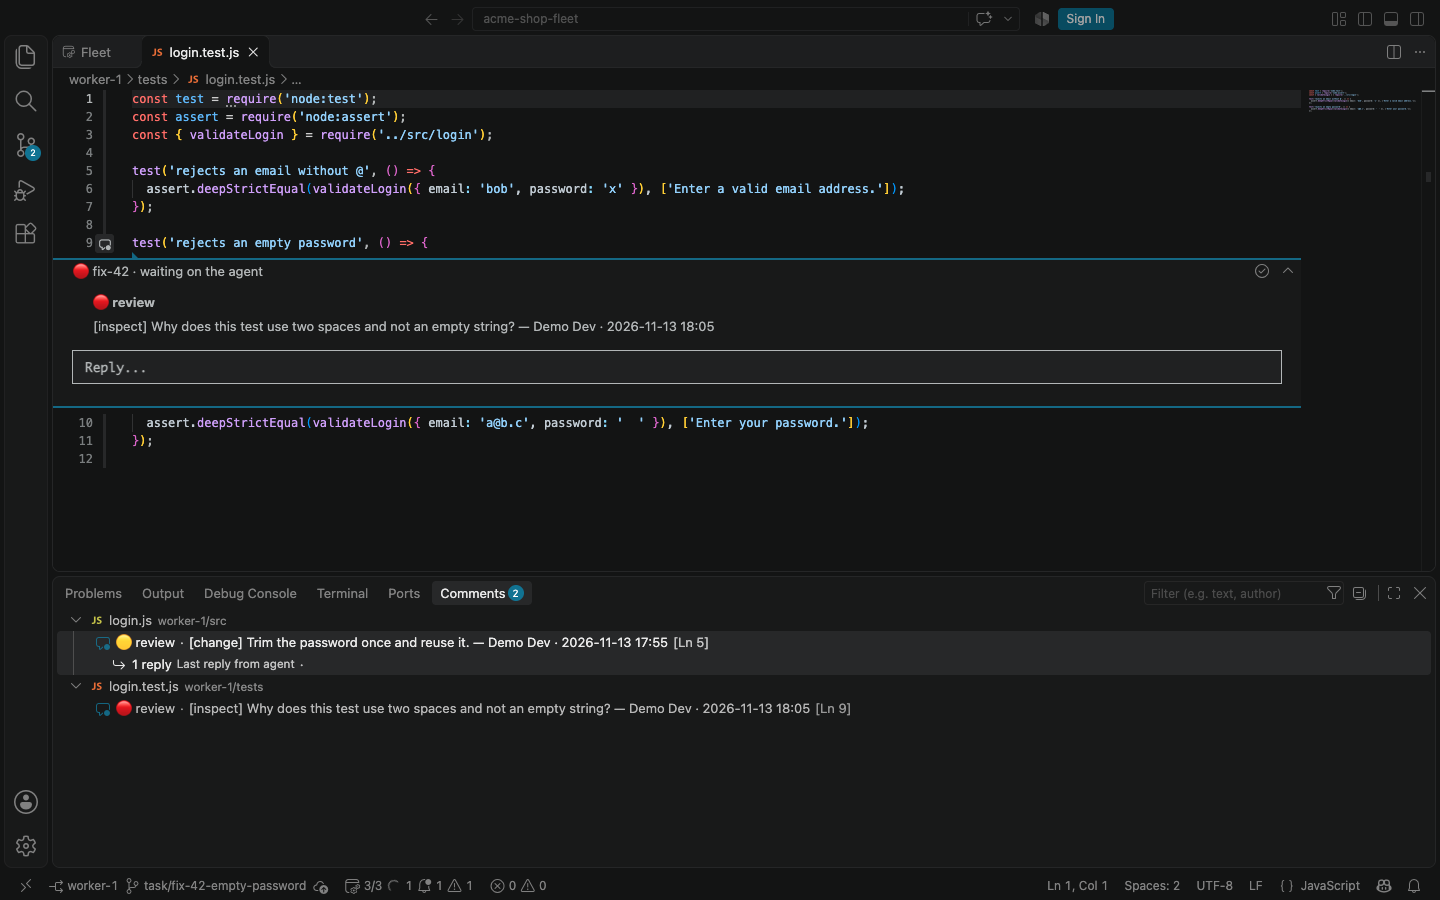 acme-shop-fleet
Sign In
Fleet
JS login.test.js
worker-1 > tests > JS login.test.js > ...
1 const test = require('node:test');
2 const assert = require('node:assert');
3 const { validateLogin } = require('../src/login');
4
5 test('rejects an email without @', () => {
6 assert.deepStrictEqual(validateLogin({ email: 'bob', password: 'x' }), ['Enter a valid email address.']);
7 });
8
9 test('rejects an empty password', () => {
fix-42 · waiting on the agent
review
[inspect] Why does this test use two spaces and not an empty string? — Demo Dev · 2026-11-13 18:05
Reply...
10 assert.deepStrictEqual(validateLogin({ email: 'a@b.c', password: '  ' }), ['Enter your password.']);
11 });
12
Problems Output Debug Console Terminal Ports Comments 2
Filter (e.g. text, author)
JS login.js worker-1/src
review · [change] Trim the password once and reuse it. — Demo Dev · 2026-11-13 17:55 [Ln 5]
1 reply Last reply from agent ·
JS login.test.js worker-1/tests
review · [inspect] Why does this test use two spaces and not an empty string? — Demo Dev · 2026-11-13 18:05 [Ln 9]
2
worker-1 task/fix-42-empty-password 3/3 1 1 1 0 0
Ln 1, Col 1 Spaces: 2 UTF-8 LF { } JavaScript